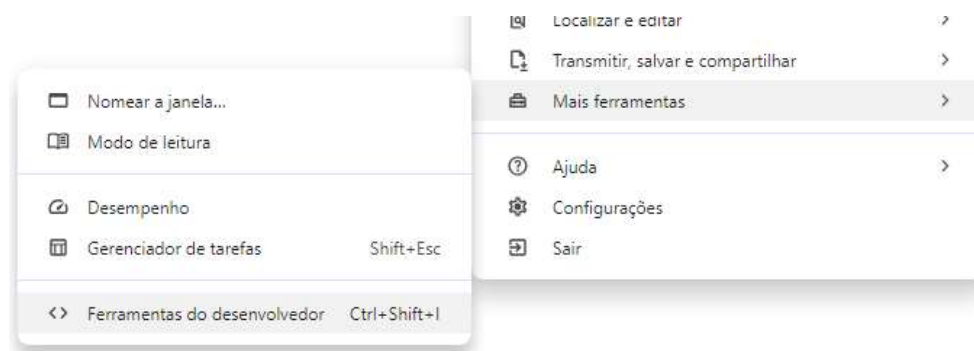 Localizar e editar
Transmitir, salvar e compartilhar
Mais ferramentas
Ajuda
Configurações
Sair
Nomear a janela...
Modo de leitura
Desempenho
Gerenciador de tarefas Shift+Esc
Ferramentas do desenvolvedor Ctrl+Shift+I